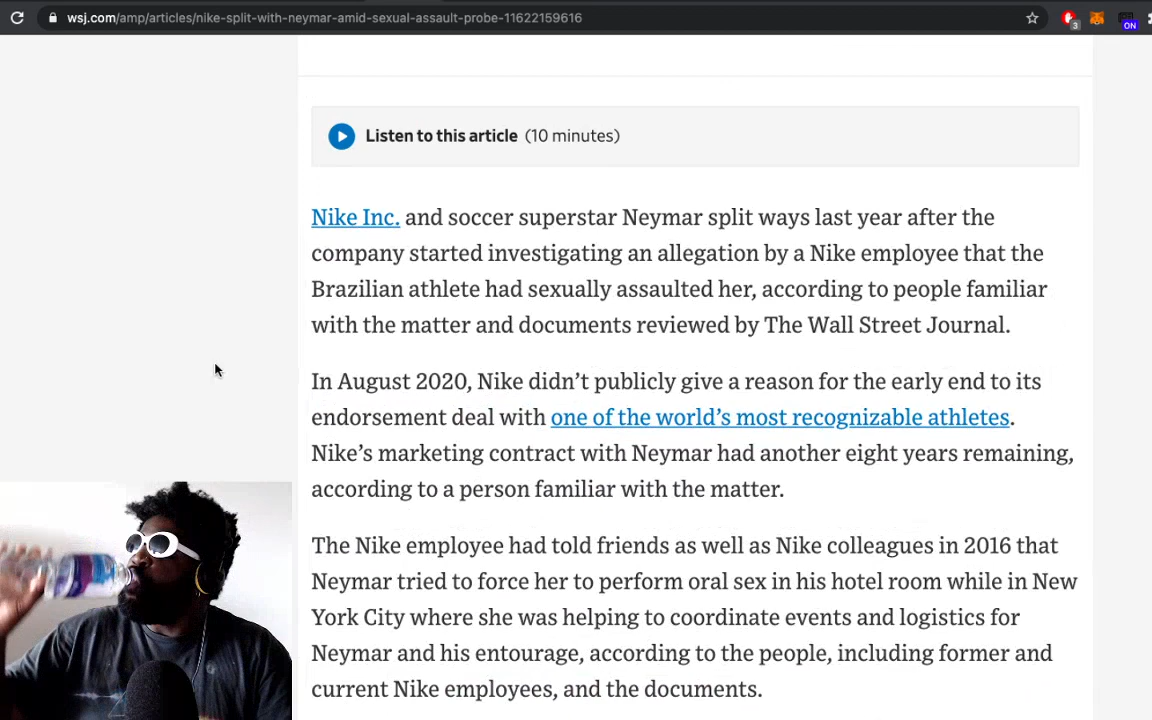 wsj.com/amp/articles/nike-split-with-neymar-amid-sexual-assault-probe-11622159616
3
ON
Listen to this article (10 minutes)
Nike Inc. and soccer superstar Neymar split ways last year after the
company started investigating an allegation by a Nike employee that the
Brazilian athlete had sexually assaulted her, according to people familiar
with the matter and documents reviewed by The Wall Street Journal.
In August 2020, Nike didn’t publicly give a reason for the early end to its
endorsement deal with one of the world’s most recognizable athletes.
Nike’s marketing contract with Neymar had another eight years remaining,
according to a person familiar with the matter.
The Nike employee had told friends as well as Nike colleagues in 2016 that
Neymar tried to force her to perform oral sex in his hotel room while in New
York City where she was helping to coordinate events and logistics for
Neymar and his entourage, according to the people, including former and
current Nike employees, and the documents.